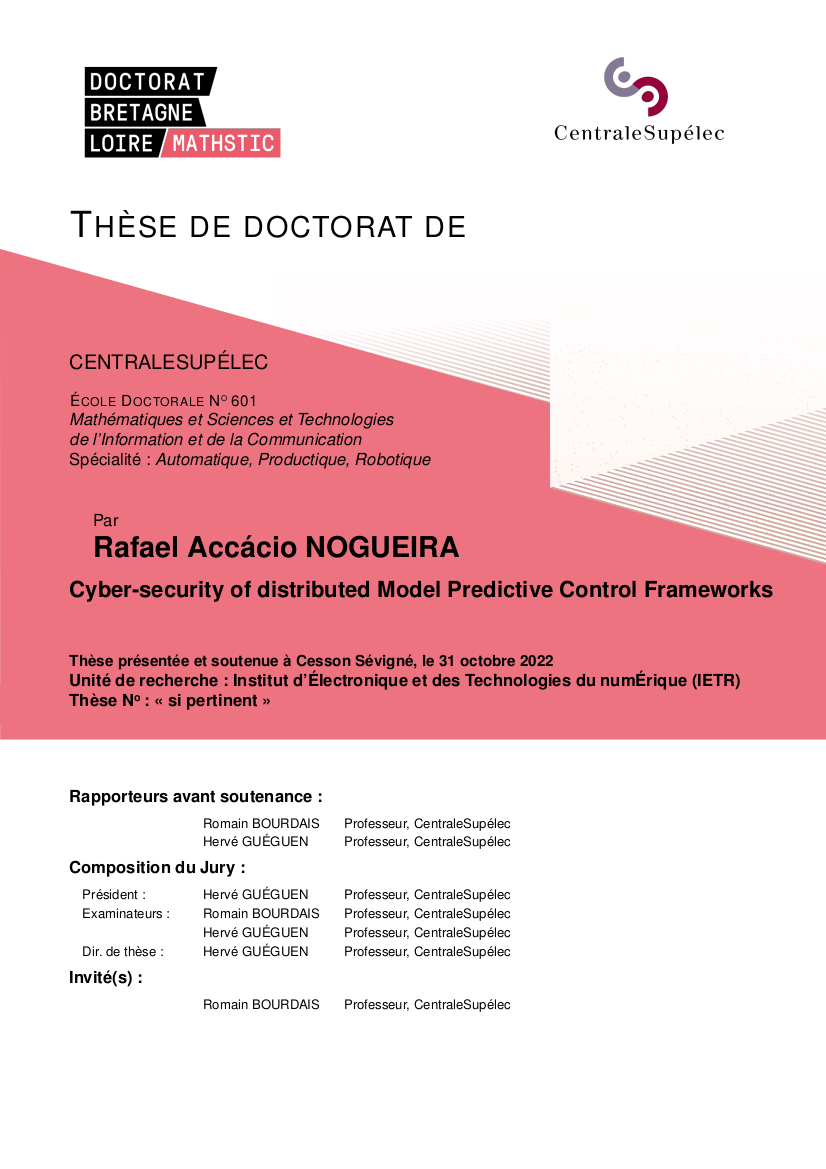 DOCTORAT
BRETAGNE
LOIRE / MATHSTIC
CentraleSupélec
THÈSE DE DOCTORAT DE
CENTRALESUPÉLEC
ÉCOLE DOCTORALE Nº 601
Mathématiques et Sciences et Technologies
de l'Information et de la Communication
Spécialité : Automatique, Productique, Robotique
Par
Rafael Accácio NOGUEIRA
Cyber-security of distributed Model Predictive Control Frameworks
Thèse présentée et soutenue à Cesson Sévigné, le 31 octobre 2022
Unité de recherche : Institut d'Électronique et des Technologies du numÉrique (IETR)
Thèse Nº : « si pertinent »
Rapporteurs avant soutenance :
Romain BOURDAIS Professeur, CentraleSupélec
Hervé GUÉGUEN Professeur, CentraleSupélec
Composition du Jury :
Président : Hervé GUÉGUEN Professeur, CentraleSupélec
Examinateurs : Romain BOURDAIS Professeur, CentraleSupélec
Hervé GUÉGUEN Professeur, CentraleSupélec
Dir. de thèse : Hervé GUÉGUEN Professeur, CentraleSupélec
Invité(s) :
Romain BOURDAIS Professeur, CentraleSupélec